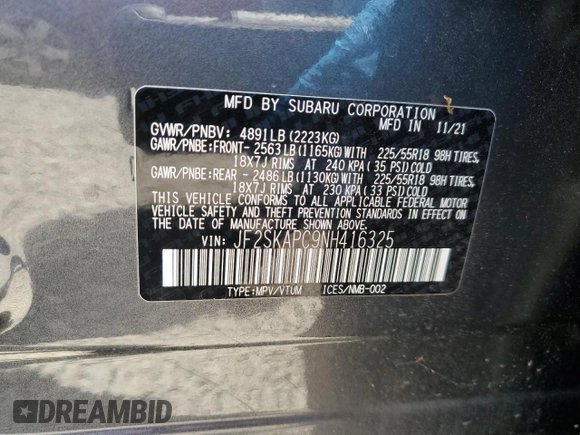 MFD BY SUBARU CORPORATION
MFD IN 11/21
GVWR/PNBV: 4891LB(2223KG)
GAWR/PNBE:FRONT- 2563LB(1165KG)WITH 225/55R18 98H TIRES,
18X7J RIMS AT 240 KPA(35 PSI)COLD
GAWR/PNBE:REAR - 2486LB(1130KG)WITH 225/55R18 98H TIRES,
18X7J RIMS AT 230 KPA(33 PSI)COLD
THIS VEHICLE CONFORMS TO ALL APPLICABLE FEDERAL MOTOR
VEHICLE SAFETY AND BUMPER STANDARDS IN EFFECT ON THE
DATE OF MANUFACTURE SHOWN ABOVE.
VIN: JF2SKAPC9NH416325
TYPE:MPV/VTUM ICES/NMB-002
DREAMBID